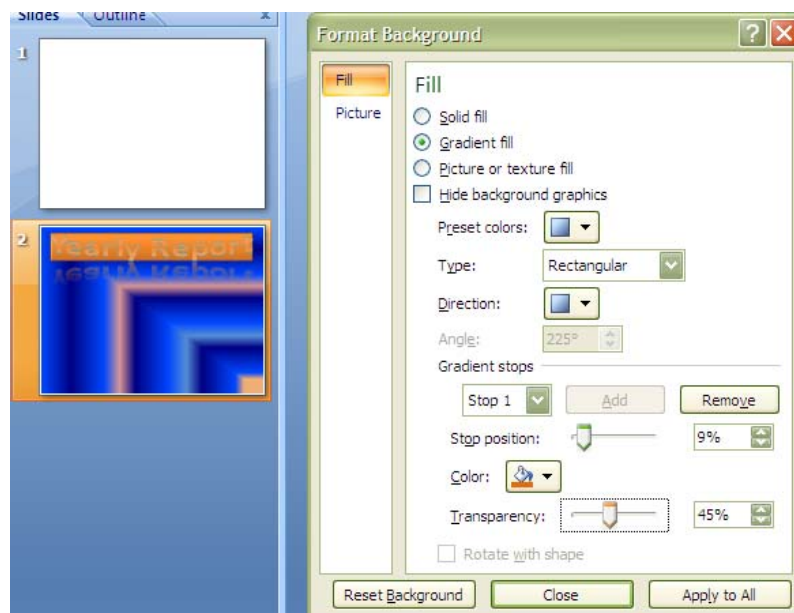 Slides Outline x
1
2
Yearly Report
Yearly Report
Format Background
Fill
Picture
Fill
Solid fill
Gradient fill
Picture or texture fill
Hide background graphics
Preset colors:
Type: Rectangular
Direction:
Angle: 225°
Gradient stops
Stop 1 Add Remove
Stop position: 9%
Color:
Transparency: 45%
Rotate with shape
Reset Background Close Apply to All